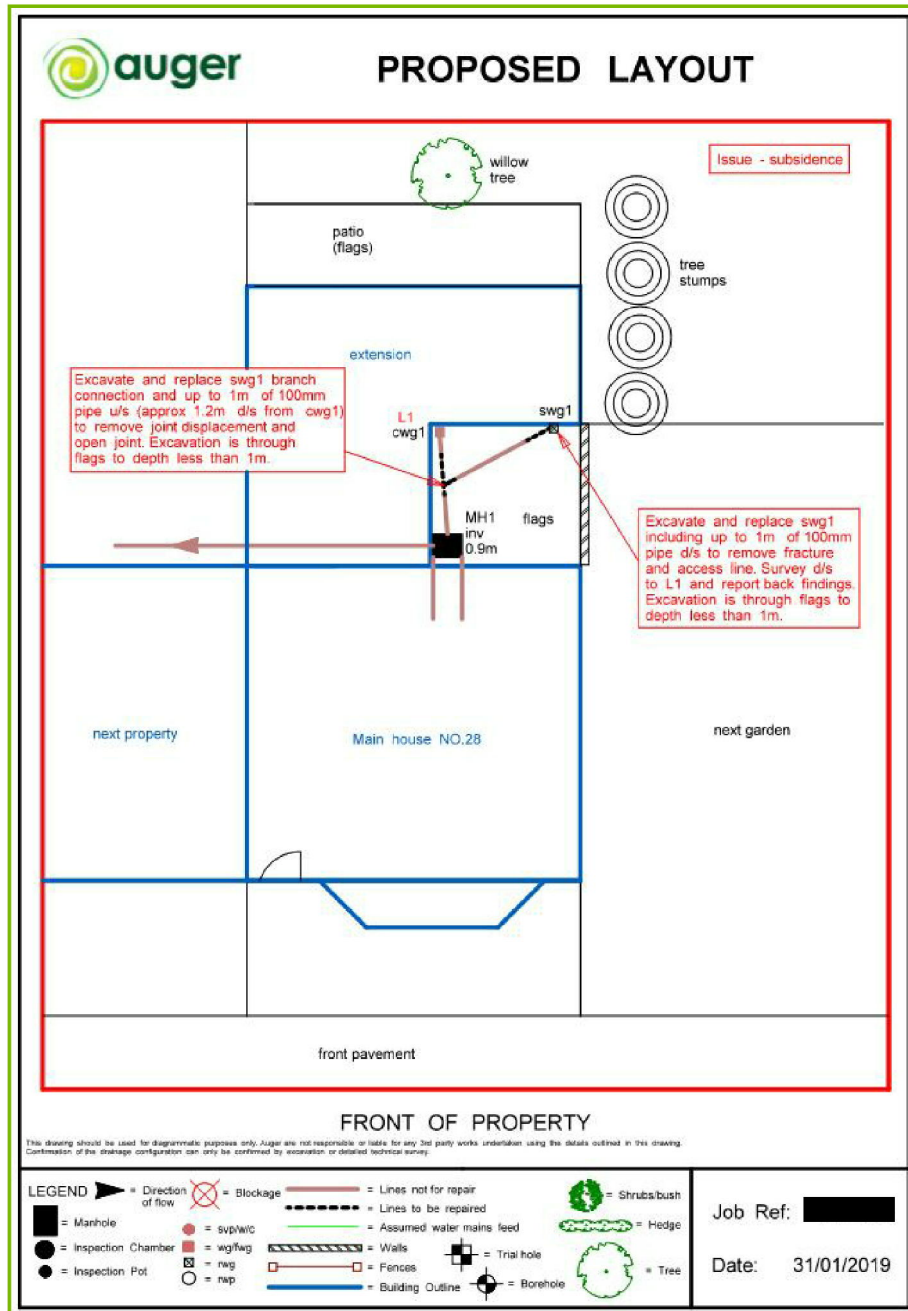 auger
PROPOSED LAYOUT
willow
tree
Issue - subsidence
patio
(flags)
tree
stumps
extension
Excavate and replace swg1 branch
connection and up to 1m of 100mm
pipe u/s (approx 1.2m d/s from cwg1)
to remove joint displacement and
open joint. Excavation is through
flags to depth less than 1m.
L1
cwg1
swg1
MH1
inv
0.9m
flags
Excavate and replace swg1
including up to 1m of 100mm
pipe d/s to remove fracture
and access line. Survey d/s
to L1 and report back findings.
Excavation is through flags to
depth less than 1m.
next property
Main house NO.28
next garden
front pavement
FRONT OF PROPERTY
This drawing should be used for diagrammatic purposes only. Auger are not responsible or liable for any 3rd party works undertaken using the details outlined in this drawing.
Confirmation of the drainage configuration can only be confirmed by excavation or detailed technical survey.
LEGEND
= Direction
of flow
= Blockage
= Manhole
= svp/w/c
= Inspection Chamber
= wg/fwg
= rwg
= Inspection Pot
= rwp
= Lines not for repair
= Lines to be repaired
= Assumed water mains feed
= Walls
= Fences
= Building Outline
= Trial hole
= Borehole
= Shrubs/bush
= Hedge
= Tree
Job Ref:
Date: 31/01/2019